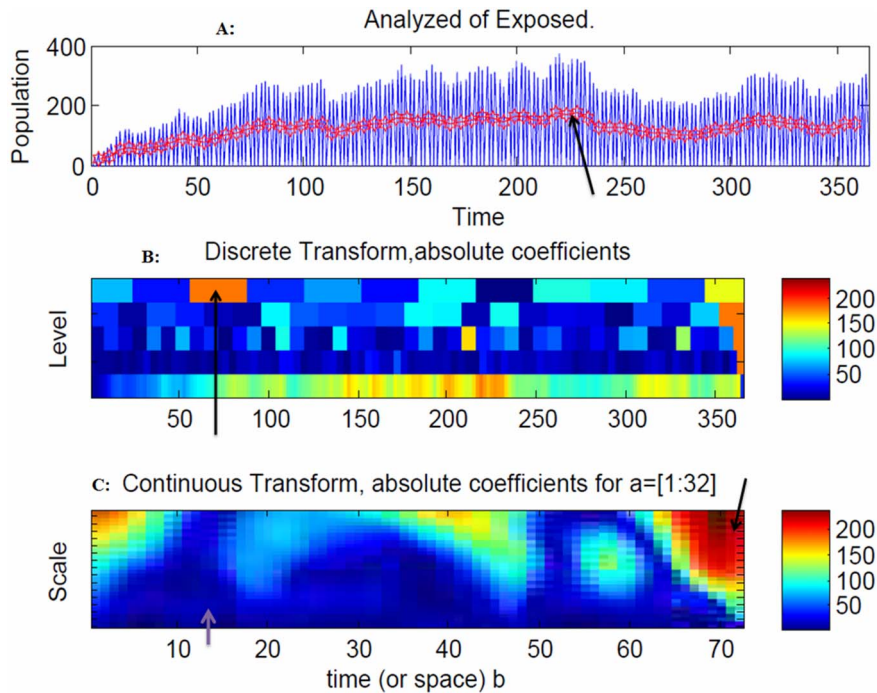 A: Analyzed of Exposed.
400
200
0
Population
0 50 100 150 200 250 300 350
Time
B: Discrete Transform,absolute coefficients
Level
200
150
100
50
50 100 150 200 250 300 350
C: Continuous Transform, absolute coefficients for a=[1:32]
Scale
200
150
100
50
10 20 30 40 50 60 70
time (or space) b